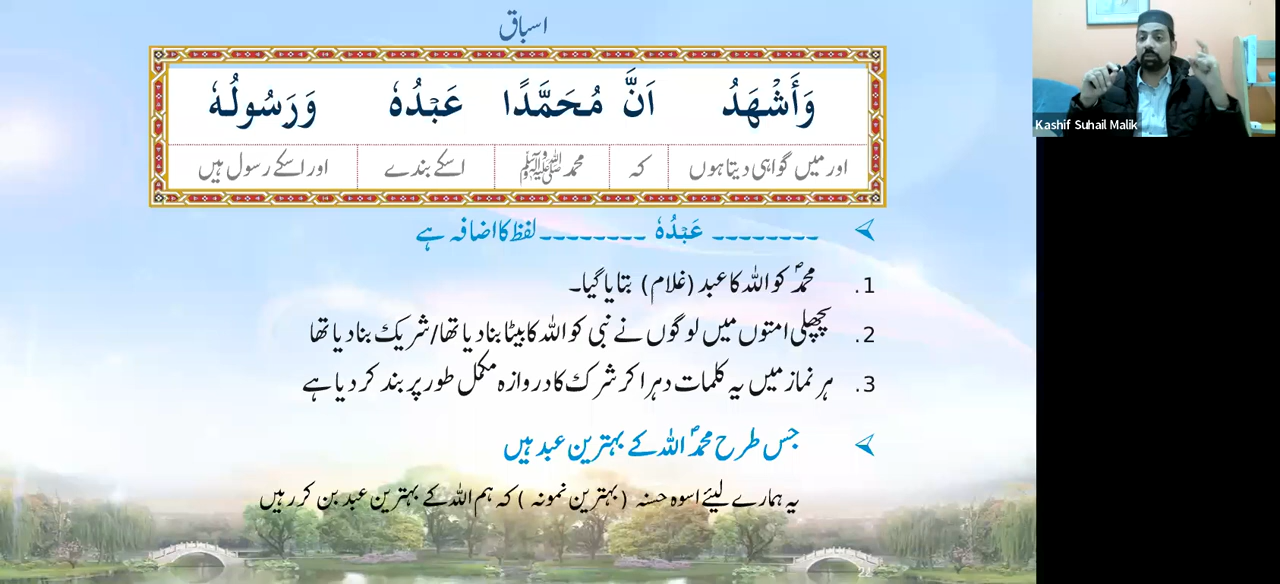 اسباق
وَأَشْهَدُ اَنَّ مُحَمَّدًا عَبْدُهٗ وَرَسُولُهٗ
اور میں گواہی دیتا ہوں کہ محمد ﷺ اسکے بندے اور اسکے رسول ہیں
-------- عَبْدُهٗ -------- لفظ کا اضافہ ہے
1. محمدؐ کو اللہ کا عبد (غلام) بتایا گیا۔
2. پچھلی امتوں میں لوگوں نے نبی کو اللہ کا بیٹا بنا دیا تھا/شریک بنا دیا تھا
3. ہر نماز میں یہ کلمات دہرا کر شرک کا دروازہ مکمل طور پر بند کر دیا ہے
جس طرح محمدؐ اللہ کے بہترین عبد ہیں
یہ ہمارے لیئے اسوہ حسنہ (بہترین نمونہ) کہ ہم اللہ کے بہترین عبد بن کر رہیں
Kashif Suhail Malik